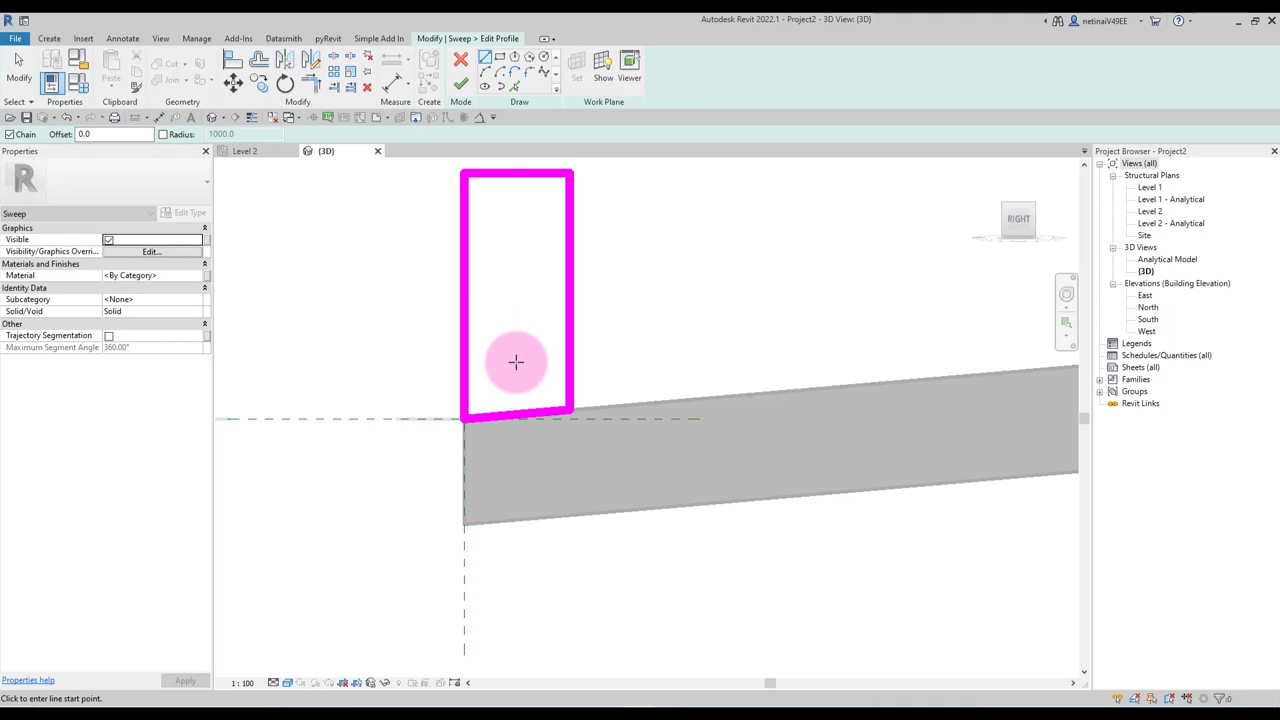 Autodesk Revit 2022.1 - Project2 - 3D View: {3D}
netinaiV49EE
File Create Insert Annotate View Manage Add-Ins Datasmith pyRevit Simple Add In Modify | Sweep > Edit Profile
Modify Paste Cut Join Set Show Viewer
Select Properties Clipboard Geometry Modify Measure Create Mode Draw Work Plane
Chain Offset: 0.0 Radius: 1000.0
Properties
Level 2
{3D}
Project Browser - Project2
Sweep
Edit Type
Graphics
Visible
Visibility/Graphics Overri...
Edit...
Materials and Finishes
Material
<By Category>
Identity Data
Subcategory
<None>
Solid/Void
Solid
Other
Trajectory Segmentation
Maximum Segment Angle
360.00°
RIGHT
Views (all)
Structural Plans
Level 1
Level 1 - Analytical
Level 2
Level 2 - Analytical
Site
3D Views
Analytical Model
{3D}
Elevations (Building Elevation)
East
North
South
West
Legends
Schedules/Quantities (all)
Sheets (all)
Families
Groups
Revit Links
Properties help
Apply
1 : 100
Click to enter line start point.
:0